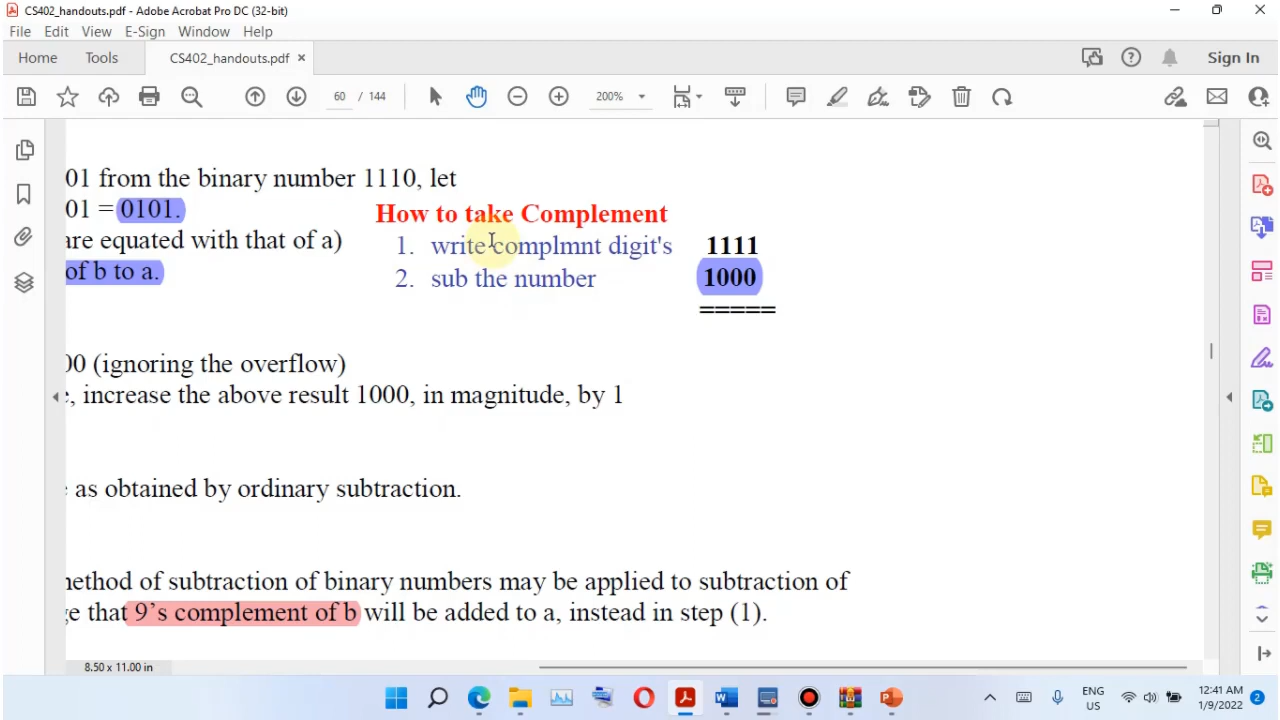 CS402_handouts.pdf - Adobe Acrobat Pro DC (32-bit)
File Edit View E-Sign Window Help
Home Tools CS402_handouts.pdf × Sign In
60 / 144 200%
01 from the binary number 1110, let
01 = 0101.
How to take Complement
are equated with that of a)
1. write complmnt digit's 1111
of b to a.
2. sub the number 1000
=====
00 (ignoring the overflow)
e, increase the above result 1000, in magnitude, by 1
as obtained by ordinary subtraction.
method of subtraction of binary numbers may be applied to subtraction of
ge that 9’s complement of b will be added to a, instead in step (1).
8.50 x 11.00 in
ENG
US
12:41 AM
1/9/2022
2